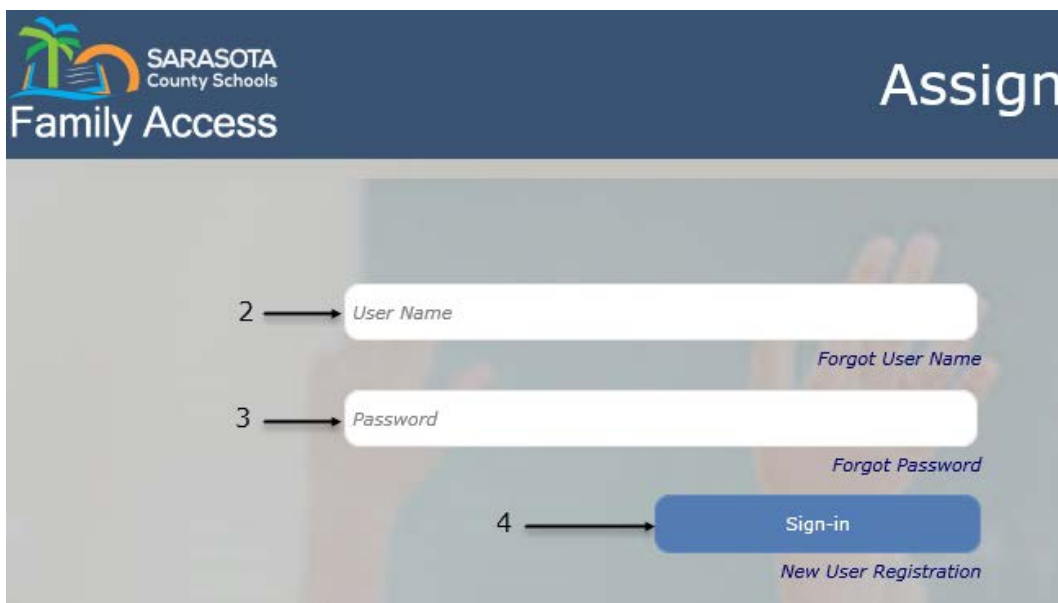 SARASOTA
County Schools
Family Access
Assign
2
User Name
Forgot User Name
3
Password
Forgot Password
4
Sign-in
New User Registration